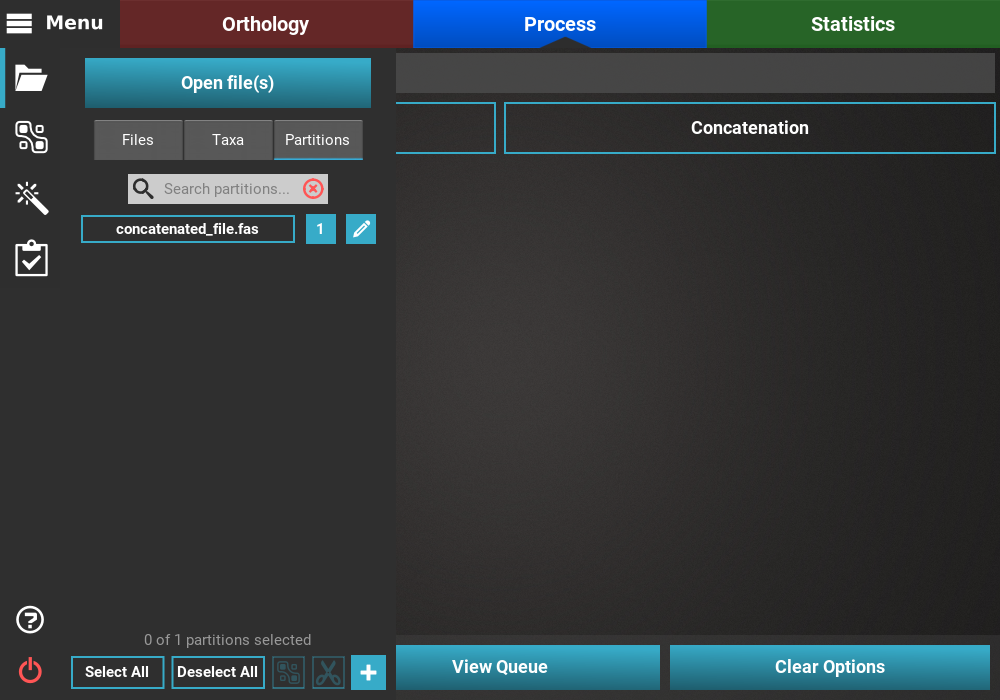 Menu
Orthology
Process
Statistics
Open file(s)
Files
Taxa
Partitions
Concatenation
Search partitions...
concatenated_file.fas
1
0 of 1 partitions selected
Select All
Deselect All
View Queue
Clear Options